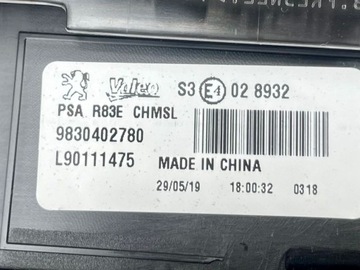 Valeo S3 E4 02 8932
PSA R83E CHMSL
9830402780
L90111475 MADE IN CHINA
29/05/19 18:00:32 0318